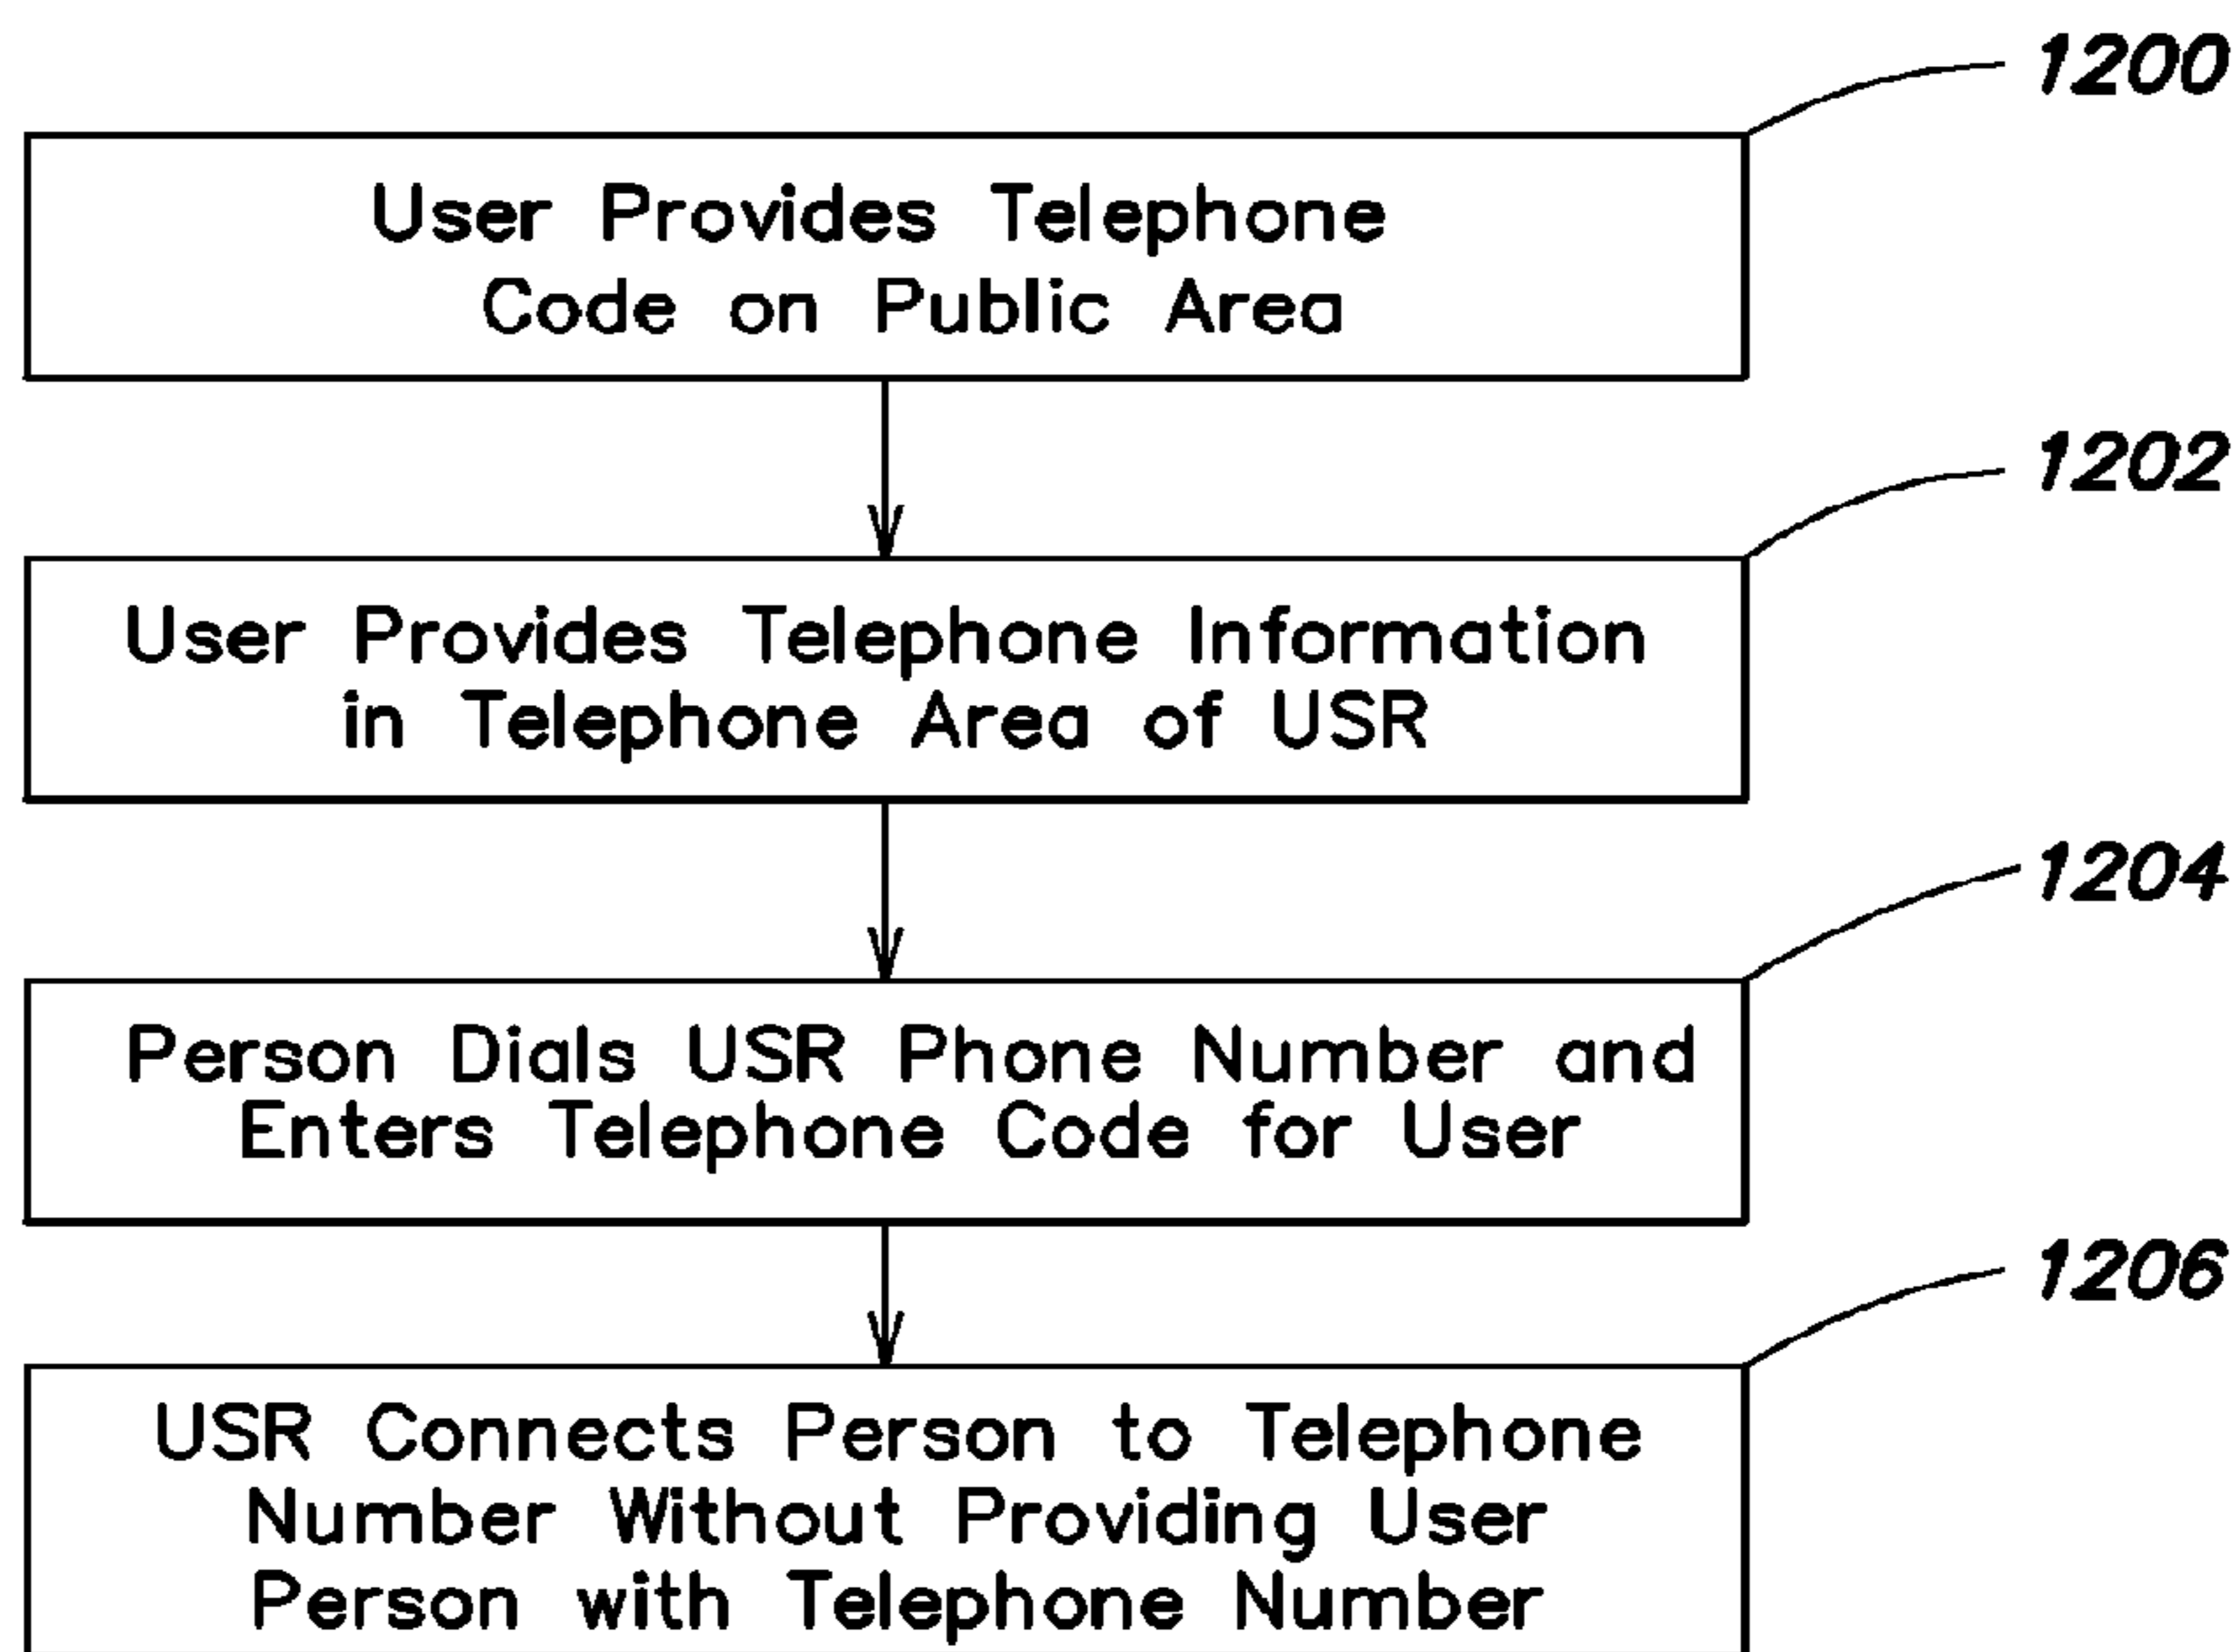 1200
User Provides Telephone
Code on Public Area
1202
User Provides Telephone Information
in Telephone Area of USR
1204
Person Dials USR Phone Number and
Enters Telephone Code for User
1206
USR Connects Person to Telephone
Number Without Providing User
Person with Telephone Number